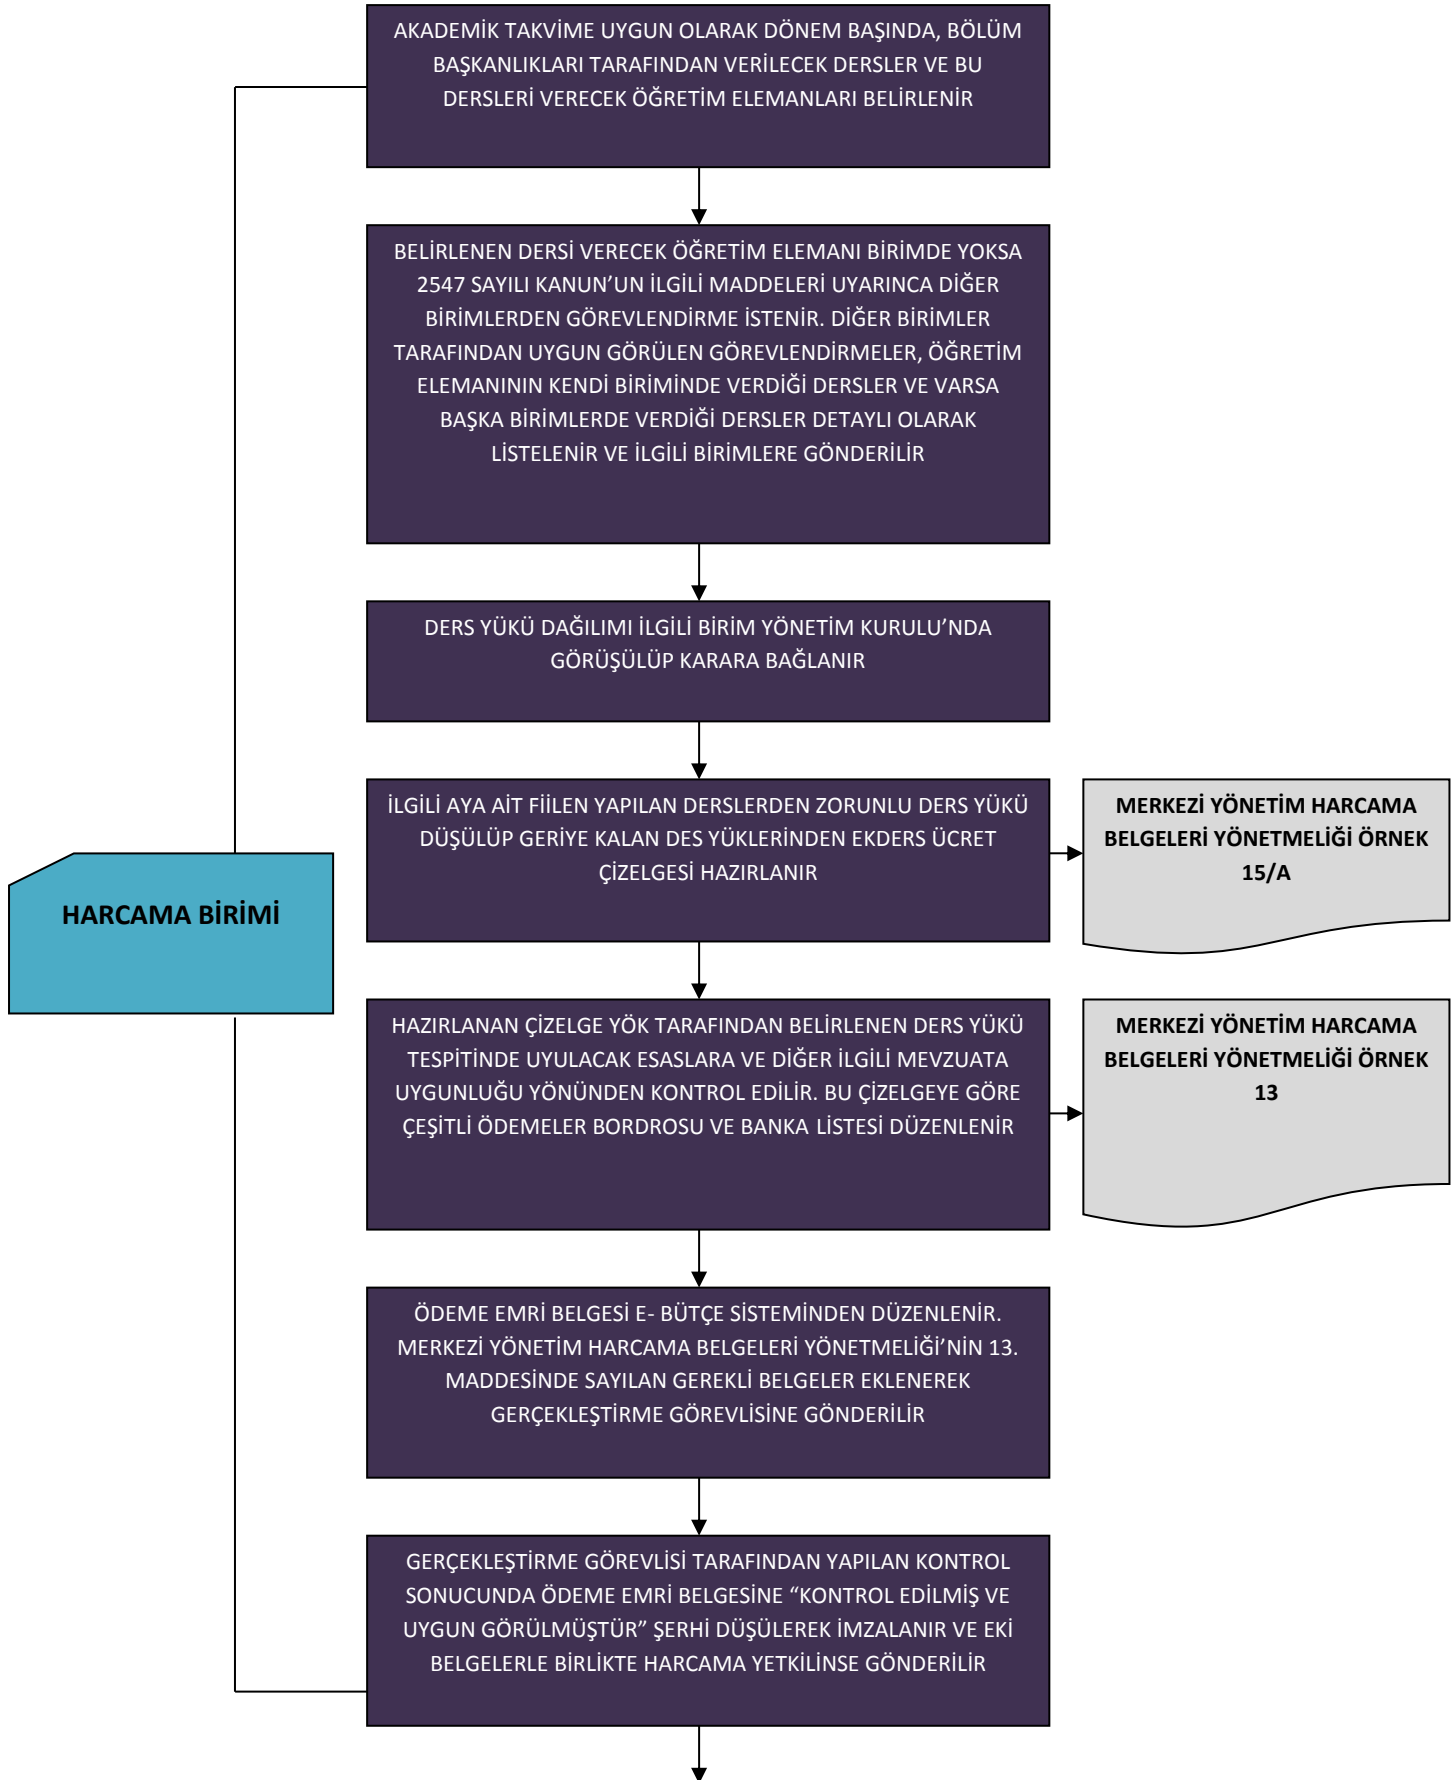 AKADEMİK TAKVİME UYGUN OLARAK DÖNEM BAŞINDA, BÖLÜM
BAŞKANLIKLARI TARAFINDAN VERİLECEK DERSLER VE BU
DERSLERİ VERECEK ÖĞRETİM ELEMANLARI BELİRLENİR
BELİRLENEN DERSİ VERECEK ÖĞRETİM ELEMANI BİRİMDE YOKSA
2547 SAYILI KANUN’UN İLGİLİ MADDELERİ UYARINCA DİĞER
BİRİMLERDEN GÖREVLENDİRME İSTENİR. DİĞER BİRİMLER
TARAFINDAN UYGUN GÖRÜLEN GÖREVLENDİRMELER, ÖĞRETİM
ELEMANININ KENDİ BİRİMİNDE VERDİĞİ DERSLER VE VARSA
BAŞKA BİRİMLERDE VERDİĞİ DERSLER DETAYLI OLARAK
LİSTELENİR VE İLGİLİ BİRİMLERE GÖNDERİLİR
DERS YÜKÜ DAĞILIMI İLGİLİ BİRİM YÖNETİM KURULU’NDA
GÖRÜŞÜLÜP KARARA BAĞLANIR
İLGİLİ AYA AİT FİİLEN YAPILAN DERSLERDEN ZORUNLU DERS YÜKÜ
DÜŞÜLÜP GERİYE KALAN DES YÜKLERİNDEN EKDERS ÜCRET
ÇİZELGESİ HAZIRLANIR
MERKEZİ YÖNETİM HARCAMA
BELGELERİ YÖNETMELİĞİ ÖRNEK
15/A
HARCAMA BİRİMİ
HAZIRLANAN ÇİZELGE YÖK TARAFINDAN BELİRLENEN DERS YÜKÜ
TESPİTİNDE UYULACAK ESASLARA VE DİĞER İLGİLİ MEVZUATA
UYGUNLUĞU YÖNÜNDEN KONTROL EDİLİR. BU ÇİZELGEYE GÖRE
ÇEŞİTLİ ÖDEMELER BORDROSU VE BANKA LİSTESİ DÜZENLENİR
MERKEZİ YÖNETİM HARCAMA
BELGELERİ YÖNETMELİĞİ ÖRNEK
13
ÖDEME EMRİ BELGESİ E- BÜTÇE SİSTEMİNDEN DÜZENLENİR.
MERKEZİ YÖNETİM HARCAMA BELGELERİ YÖNETMELİĞİ’NİN 13.
MADDESİNDE SAYILAN GEREKLİ BELGELER EKLENEREK
GERÇEKLEŞTİRME GÖREVLİSİNE GÖNDERİLİR
GERÇEKLEŞTİRME GÖREVLİSİ TARAFINDAN YAPILAN KONTROL
SONUCUNDA ÖDEME EMRİ BELGESİNE “KONTROL EDİLMİŞ VE
UYGUN GÖRÜLMÜŞTÜR” ŞERHİ DÜŞÜLEREK İMZALANIR VE EKİ
BELGELERLE BİRLİKTE HARCAMA YETKİLİNSE GÖNDERİLİR